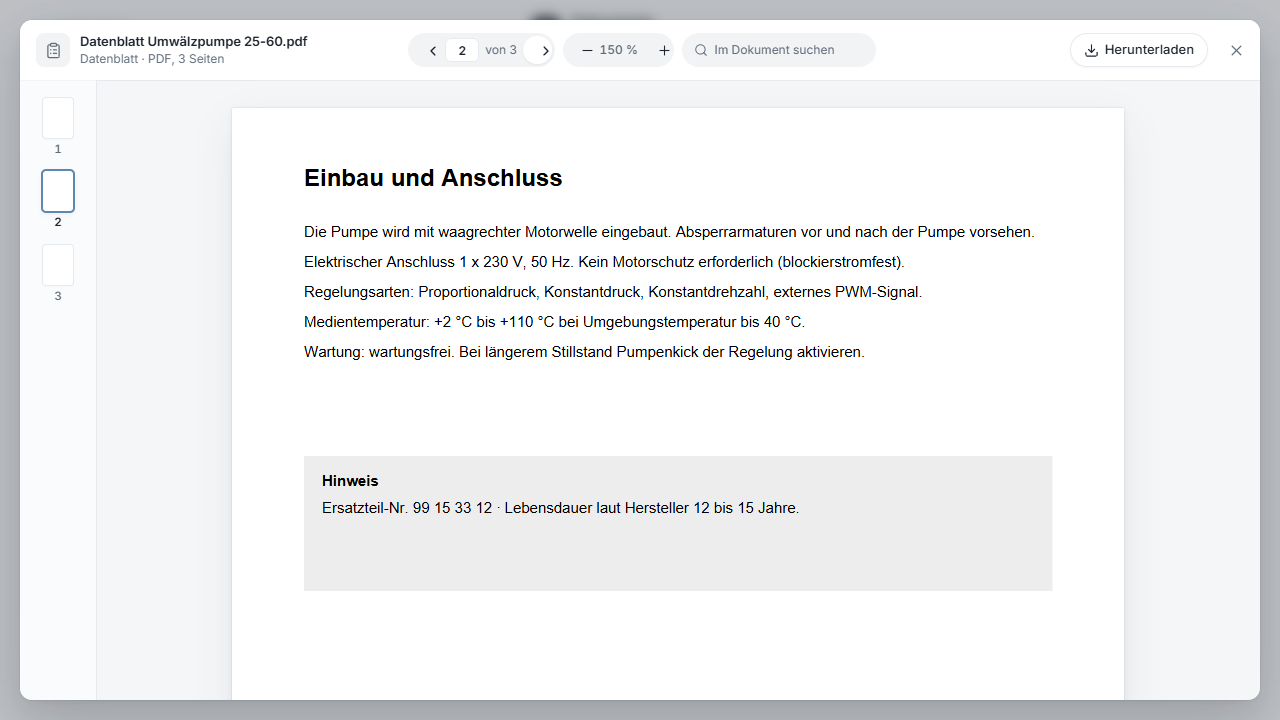 Datenblatt Umwälzpumpe 25-60.pdf
Datenblatt · PDF, 3 Seiten
2 von 3
150 %
Im Dokument suchen
Herunterladen
1
2
3
Einbau und Anschluss
Die Pumpe wird mit waagrechter Motorwelle eingebaut. Absperrarmaturen vor und nach der Pumpe vorsehen.
Elektrischer Anschluss 1 x 230 V, 50 Hz. Kein Motorschutz erforderlich (blockierstromfest).
Regelungsarten: Proportionaldruck, Konstantdruck, Konstantdrehzahl, externes PWM-Signal.
Medientemperatur: +2 °C bis +110 °C bei Umgebungstemperatur bis 40 °C.
Wartung: wartungsfrei. Bei längerem Stillstand Pumpenkick der Regelung aktivieren.
Hinweis
Ersatzteil-Nr. 99 15 33 12 · Lebensdauer laut Hersteller 12 bis 15 Jahre.